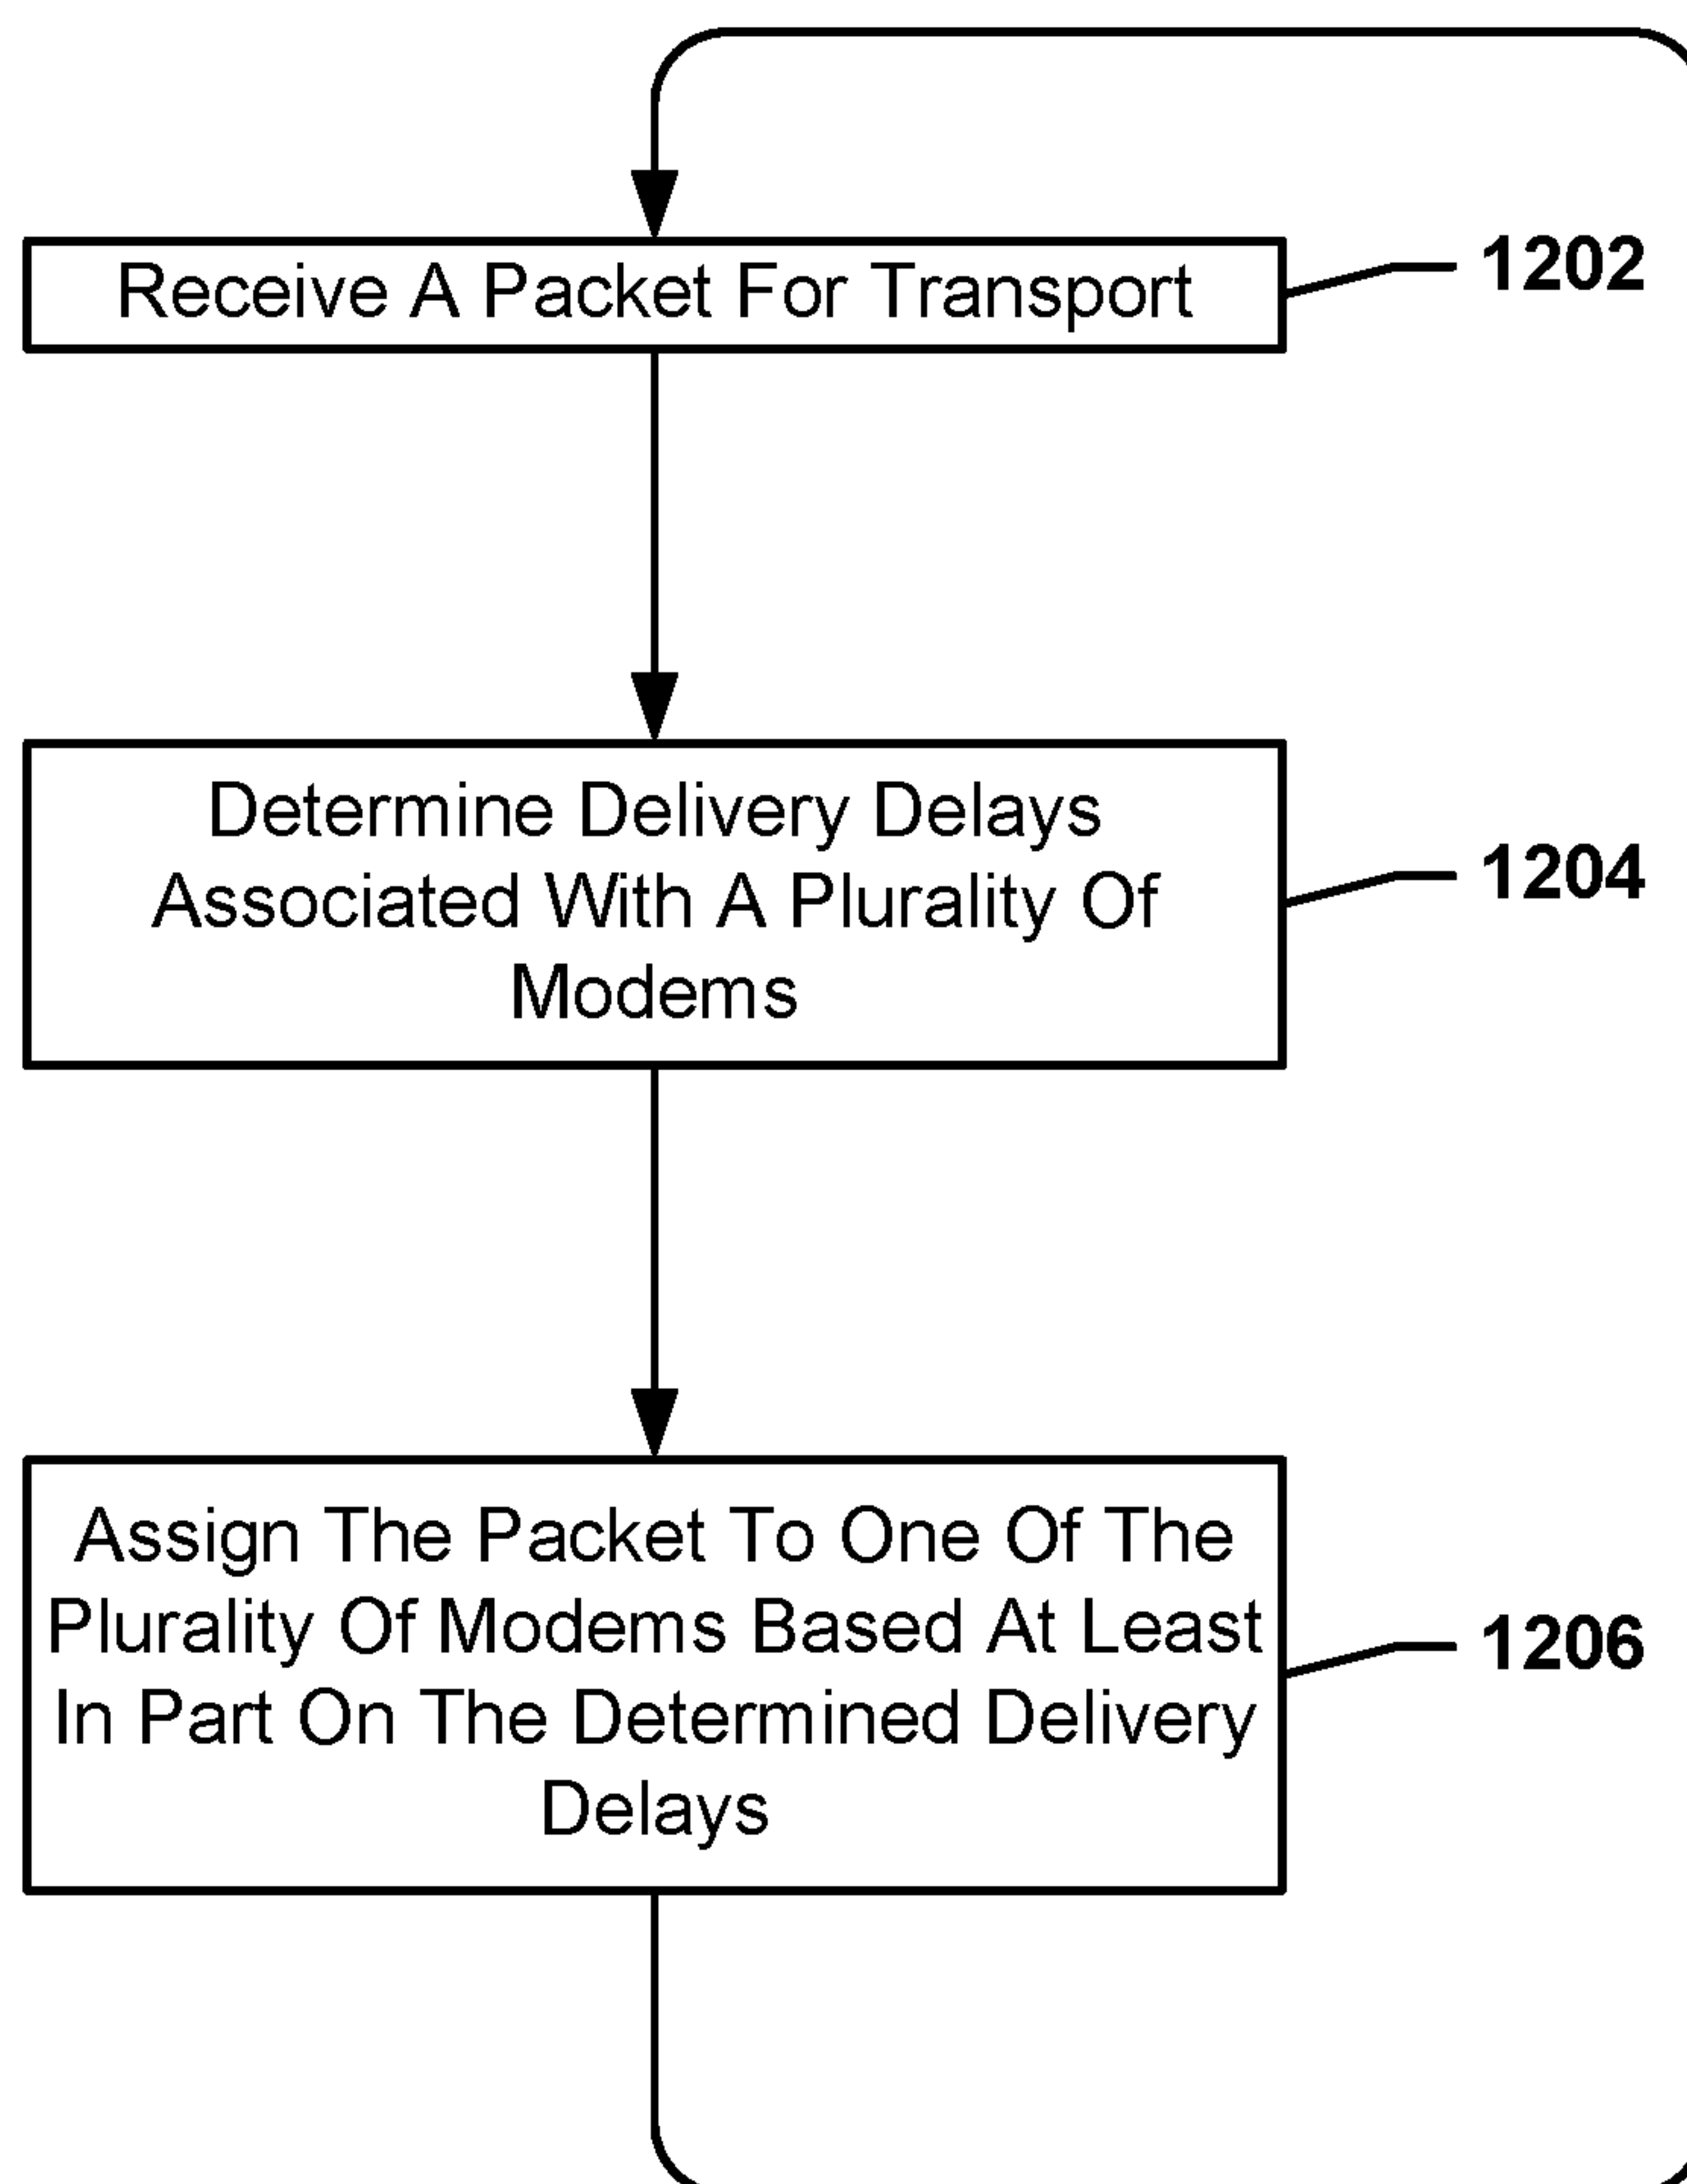 Receive A Packet For Transport
1202
Determine Delivery Delays
Associated With A Plurality Of
Modems
1204
Assign The Packet To One Of The
Plurality Of Modems Based At Least
In Part On The Determined Delivery
Delays
1206